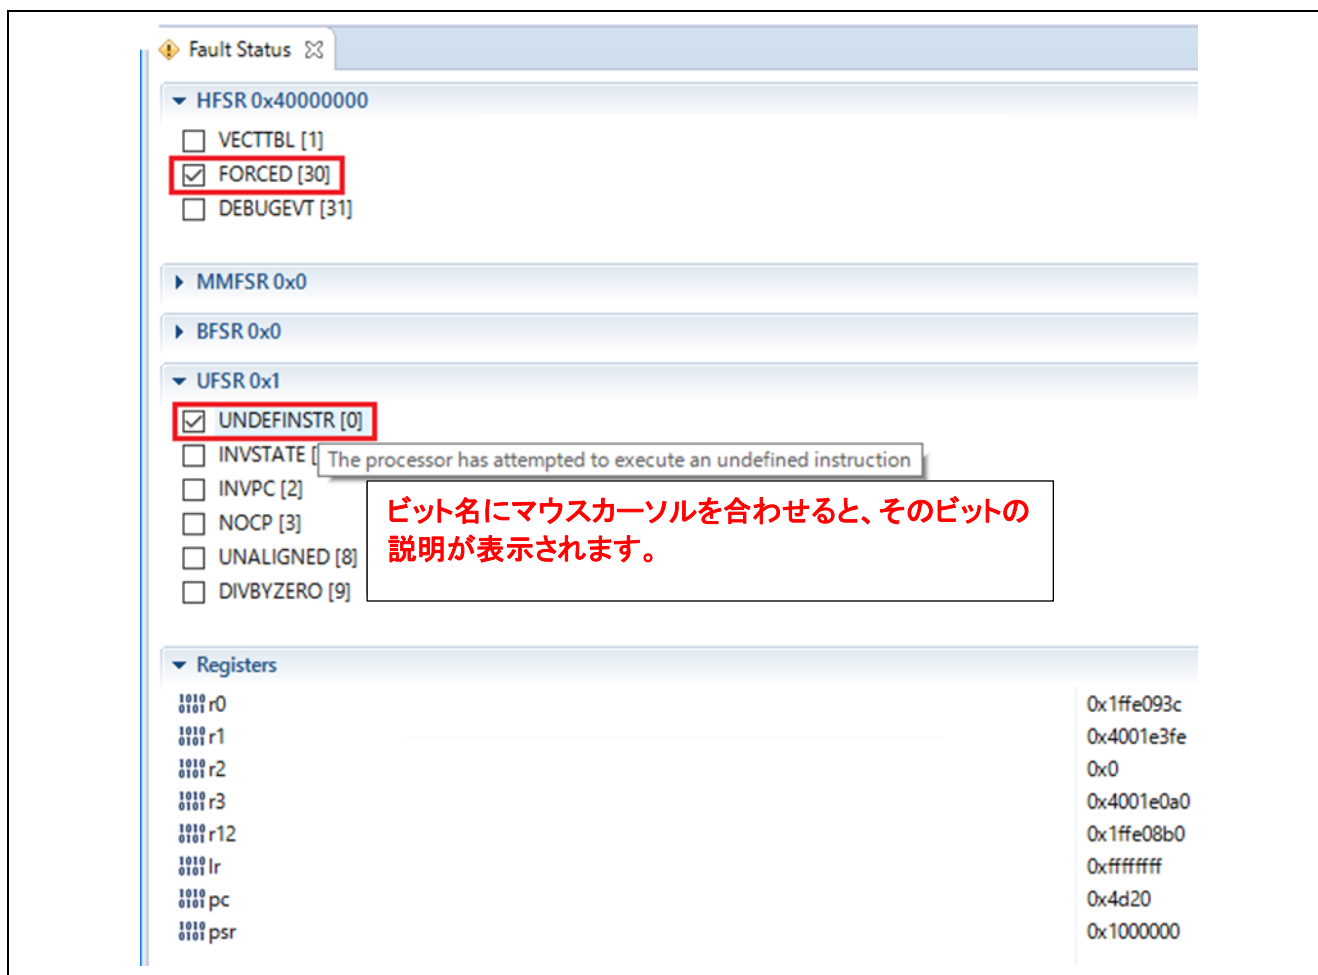 Fault Status
HFSR 0x40000000
VECTTBL [1]
FORCED [30]
DEBUGEVT [31]
MMFSR 0x0
BFSR 0x0
UFSR 0x1
UNDEFINSTR [0]
INVSTATE [
The processor has attempted to execute an undefined instruction
INVPC [2]
NOCP [3]
UNALIGNED [8]
DIVBYZERO [9]
ビット名にマウスカーソルを合わせると、そのビットの
説明が表示されます。
Registers
r0 0x1ffe093c
r1 0x4001e3fe
r2 0x0
r3 0x4001e0a0
r12 0x1ffe08b0
lr 0xffffffff
pc 0x4d20
psr 0x1000000